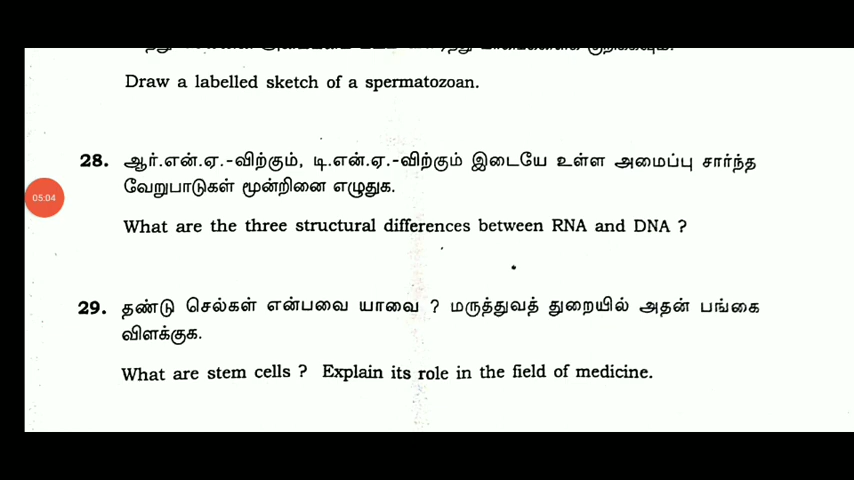 Draw a labelled sketch of a spermatozoan.
28. ஆர்.என்.ஏ.-விற்கும், டி.என்.ஏ.-விற்கும் இடையே உள்ள அமைப்பு சார்ந்த
வேறுபாடுகள் மூன்றினை எழுதுக.
05:04
What are the three structural differences between RNA and DNA ?
29. தண்டு செல்கள் என்பவை யாவை ? மருத்துவத் துறையில் அதன் பங்கை
விளக்குக.
What are stem cells ? Explain its role in the field of medicine.